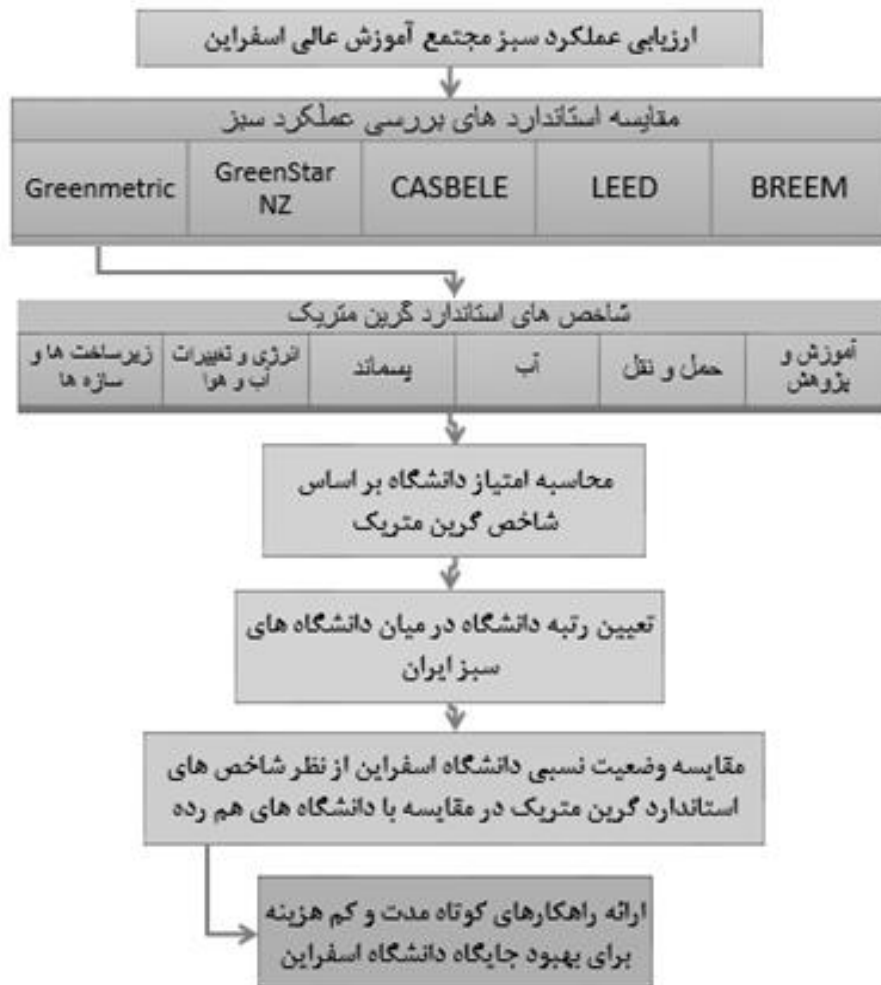 ارزیابی عملکرد سبز مجتمع آموزش عالی اسفراین
مقایسه استاندارد های بررسی عملکرد سبز
BREEM
LEED
CASBELE
GreenStar
NZ
Greenmetric
شاخص های استاندارد گرین متریک
آموزش و
پژوهش
حمل و نقل
آب
پسماند
انرژی و تغییرات
آب و هوا
زیرساخت ها و
سازه ها
محاسبه امتیاز دانشگاه بر اساس
شاخص گرین متریک
تعیین رتبه دانشگاه در میان دانشگاه های
سبز ایران
مقایسه وضعیت نسبی دانشگاه اسفراین از نظر شاخص های
استاندارد گرین متریک در مقایسه با دانشگاه های هم رده
ارائه راهکارهای کوتاه مدت و کم هزینه
برای بهبود جایگاه دانشگاه اسفراین